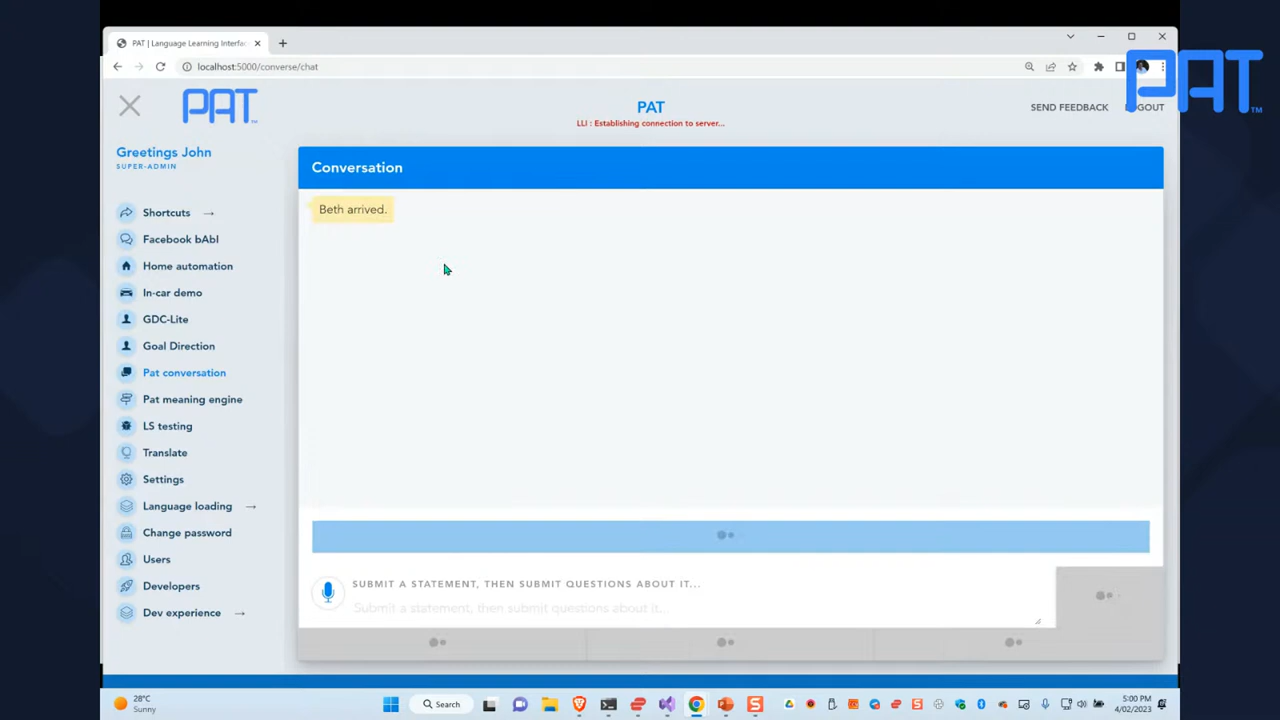 PAT | Language Learning Interfac
localhost:5000/converse/chat
PAT™
PAT
LLI : Establishing connection to server...
SEND FEEDBACK
LOGOUT
PAT™
Greetings John
SUPER-ADMIN
Shortcuts →
Facebook bAbI
Home automation
In-car demo
GDC-Lite
Goal Direction
Pat conversation
Pat meaning engine
LS testing
Translate
Settings
Language loading →
Change password
Users
Developers
Dev experience →
Conversation
Beth arrived.
SUBMIT A STATEMENT, THEN SUBMIT QUESTIONS ABOUT IT...
Submit a statement, then submit questions about it...
28°C
Sunny
Search
5:00 PM
4/02/2023